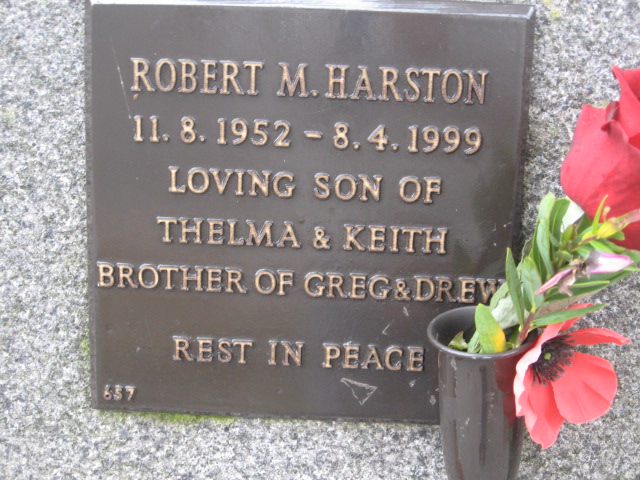 ROBERT M. HARSTON
11. 8. 1952 - 8. 4. 1999
LOVING SON OF
THELMA & KEITH
BROTHER OF GREG & DREW
REST IN PEACE
657